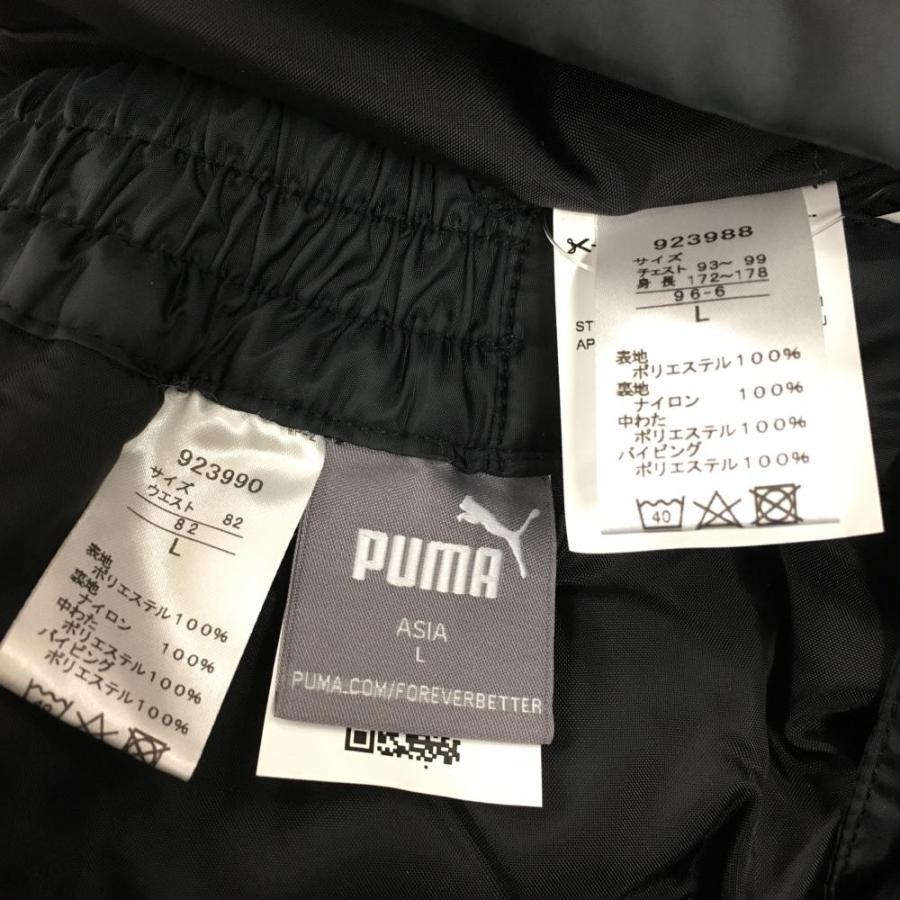 923988
サイズ
チェスト 93～ 99
身 長 172～178
96-6
L
ST
AP
表地
ポリエステル100%
裏地
ナイロン 100%
中わた
ポリエステル100%
パイピング
ポリエステル100%
40
923990
サイズ
ウエスト 82
82
L
表地
ポリエステル100%
裏地
ナイロン 100%
中わた
ポリエステル100%
パイピング
ポリエステル100%
PUMA
ASIA
L
PUMA.COM/FOREVERBETTER